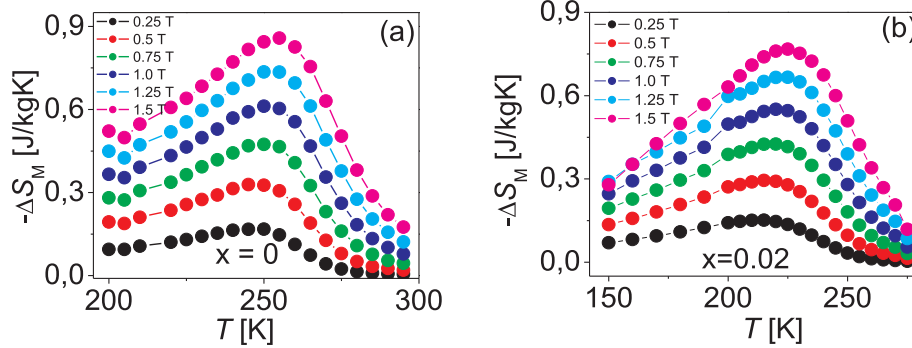 (a)
0,9
0,6
0,3
0,0
-ΔS_M [J/kgK]
0.25 T
0.5 T
0.75 T
1.0 T
1.25 T
1.5 T
x = 0
200 250 300
T [K]
(b)
0.9
0.6
0.3
0.0
-ΔS_M [J/kgK]
0.25 T
0.5 T
0.75 T
1.0 T
1.25 T
1.5 T
x=0.02
150 200 250
T [K]